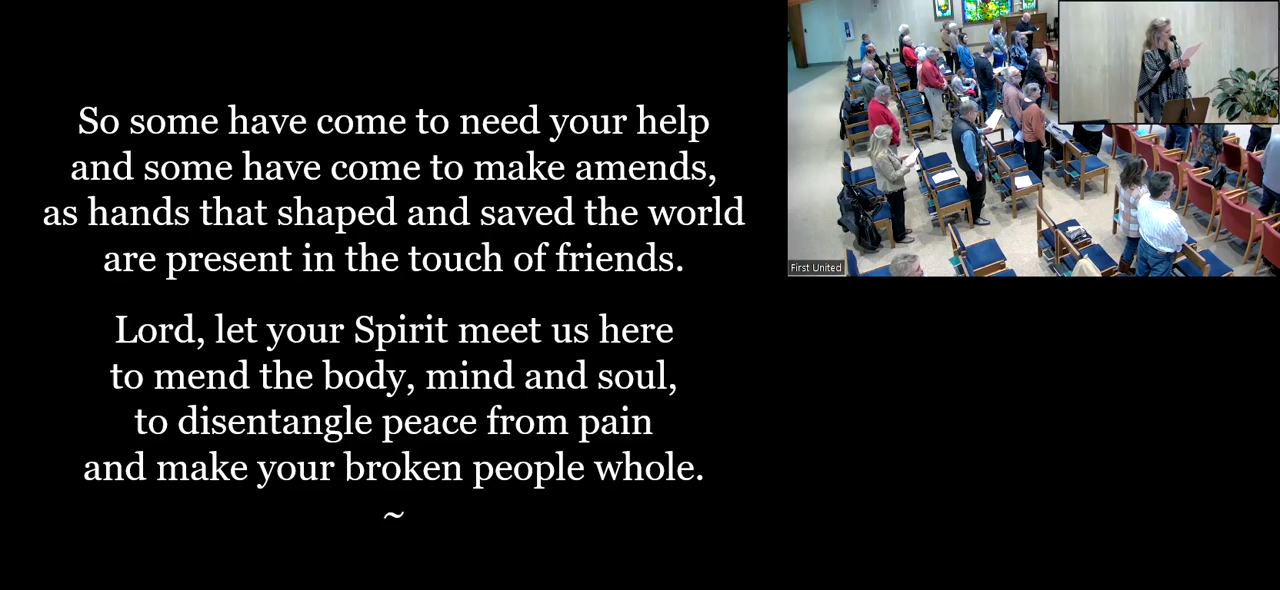 So some have come to need your help
and some have come to make amends,
as hands that shaped and saved the world
are present in the touch of friends.
Lord, let your Spirit meet us here
to mend the body, mind and soul,
to disentangle peace from pain
and make your broken people whole.
~
First United